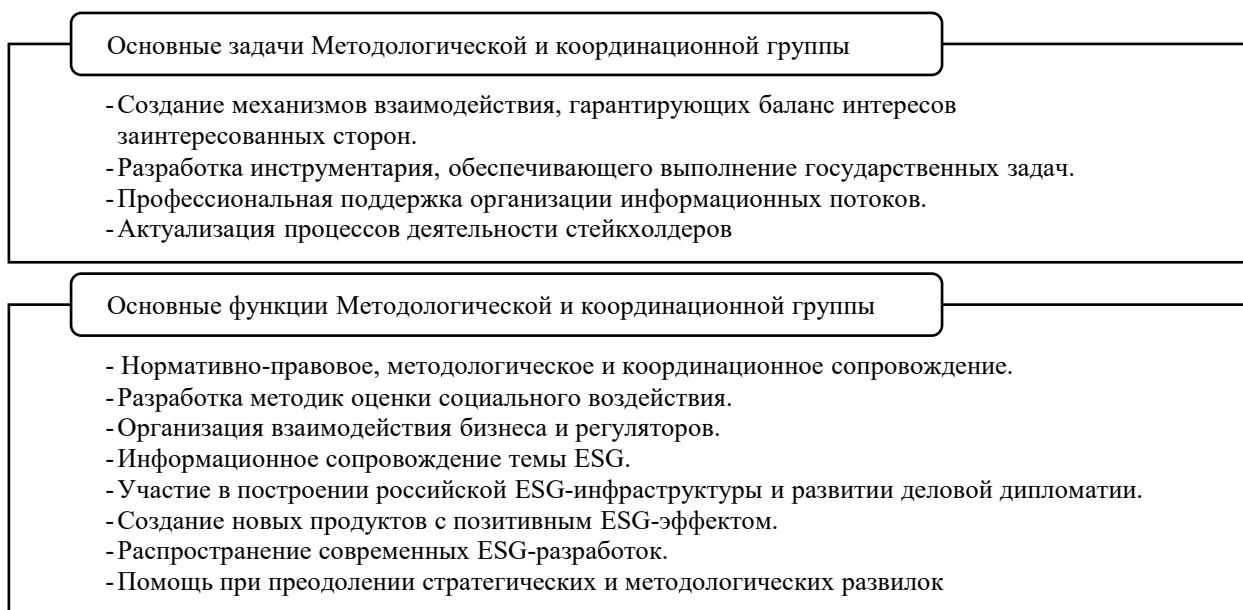 Основные задачи Методологической и координационной группы
-Создание механизмов взаимодействия, гарантирующих баланс интересов
заинтересованных сторон.
-Разработка инструментария, обеспечивающего выполнение государственных задач.
-Профессиональная поддержка организации информационных потоков.
-Актуализация процессов деятельности стейкхолдеров
Основные функции Методологической и координационной группы
- Нормативно-правовое, методологическое и координационное сопровождение.
-Разработка методик оценки социального воздействия.
-Организация взаимодействия бизнеса и регуляторов.
-Информационное сопровождение темы ESG.
-Участие в построении российской ESG-инфраструктуры и развитии деловой дипломатии.
-Создание новых продуктов с позитивным ESG-эффектом.
-Распространение современных ESG-разработок.
-Помощь при преодолении стратегических и методологических развилок